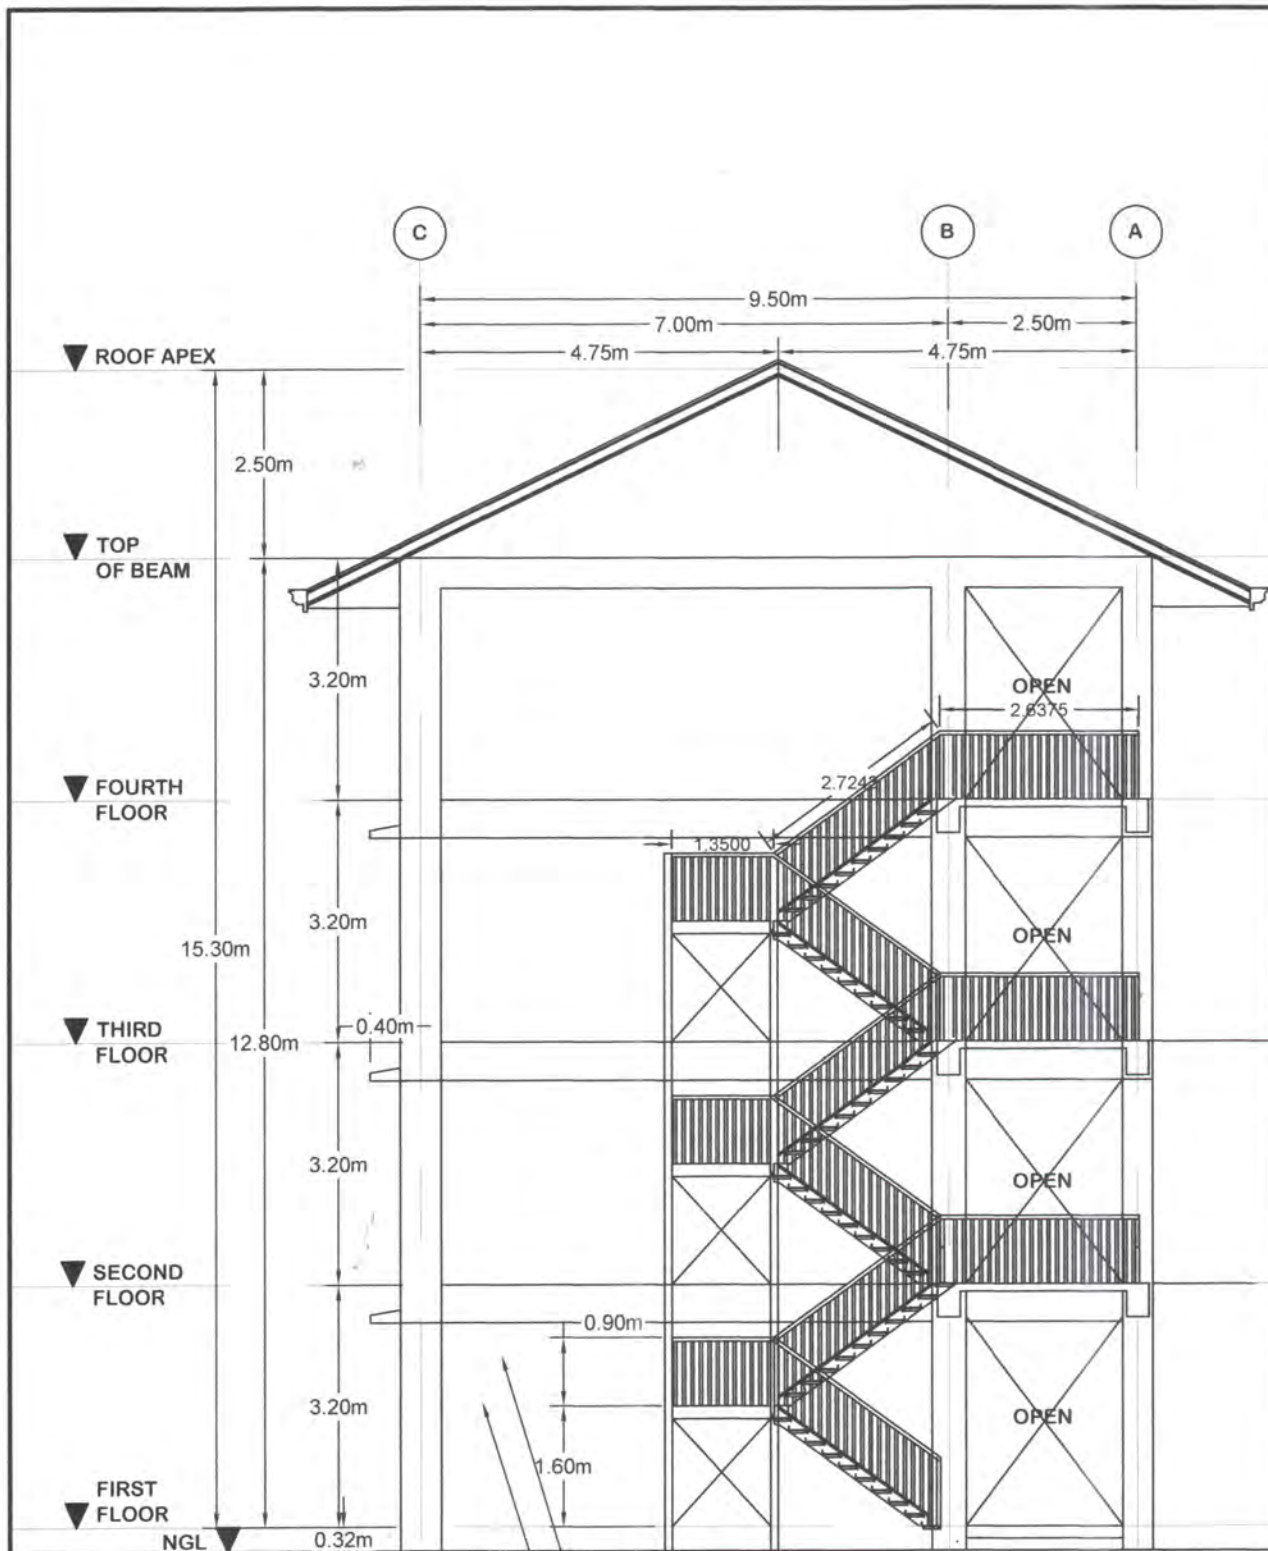 C
B
A
9.50m
7.00m
2.50m
4.75m
4.75m
ROOF APEX
2.50m
TOP
OF BEAM
3.20m
OPEN
2.6375
2.7243
FOURTH
FLOOR
1.3500
3.20m
OPEN
15.30m
THIRD
FLOOR
0.40m
12.80m
3.20m
OPEN
SECOND
FLOOR
0.90m
3.20m
OPEN
1.60m
FIRST
FLOOR
NGL
0.32m